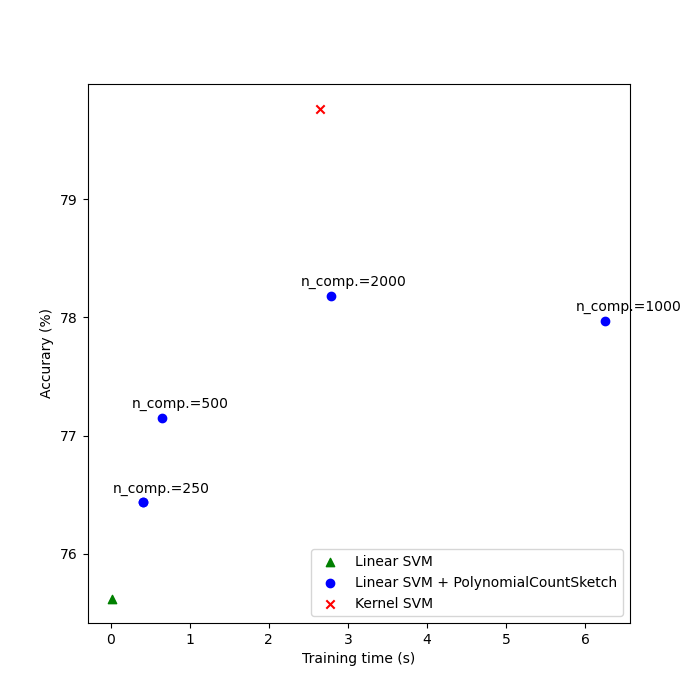 79
78
77
76
Accurary (%)
n_comp.=2000
n_comp.=1000
n_comp.=500
n_comp.=250
Linear SVM
Linear SVM + PolynomialCountSketch
Kernel SVM
0 1 2 3 4 5 6
Training time (s)